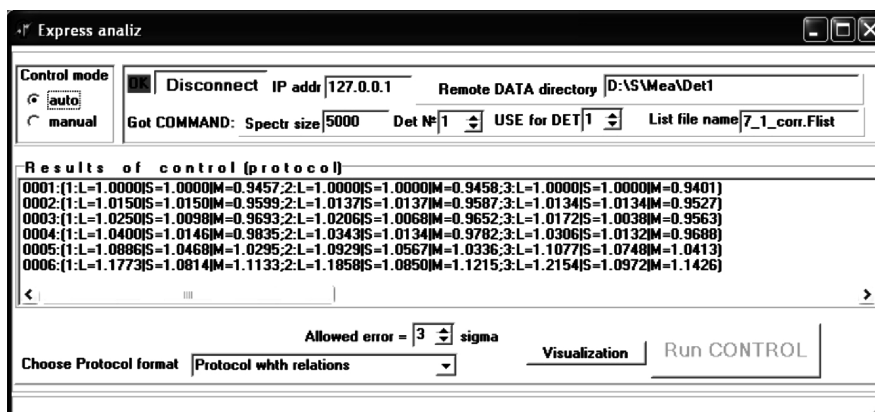 Express analiz
Control mode
auto
manual
OK Disconnect IP addr 127.0.0.1 Remote DATA directory D:\S\Mea\Det1
Got COMMAND: Spectr size 5000 Det № 1 USE for DET 1 List file name 7_1_corr.Flist
Results of control (protocol)
0001:(1:L=1.0000|S=1.0000|M=0.9457;2:L=1.0000|S=1.0000|M=0.9458;3:L=1.0000|S=1.0000|M=0.9401)
0002:(1:L=1.0150|S=1.0150|M=0.9599;2:L=1.0137|S=1.0137|M=0.9587;3:L=1.0134|S=1.0134|M=0.9527)
0003:(1:L=1.0250|S=1.0098|M=0.9693;2:L=1.0206|S=1.0068|M=0.9652;3:L=1.0172|S=1.0038|M=0.9563)
0004:(1:L=1.0400|S=1.0146|M=0.9835;2:L=1.0343|S=1.0134|M=0.9782;3:L=1.0306|S=1.0132|M=0.9688)
0005:(1:L=1.0886|S=1.0468|M=1.0295;2:L=1.0929|S=1.0567|M=1.0336;3:L=1.1077|S=1.0748|M=1.0413)
0006:(1:L=1.1773|S=1.0814|M=1.1133;2:L=1.1858|S=1.0850|M=1.1215;3:L=1.2154|S=1.0972|M=1.1426)
Allowed error = 3 sigma
Choose Protocol format Protocol whth relations Visualization Run CONTROL